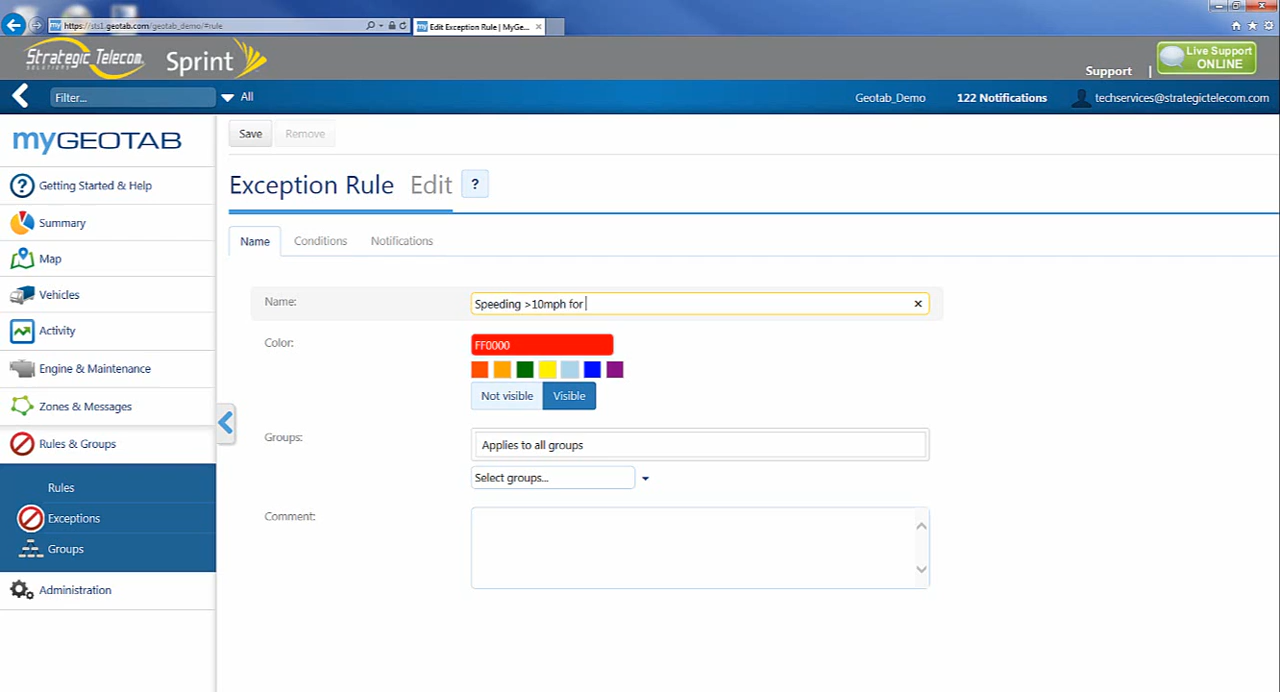 https://sts1.geotab.com/geotab_demo/#rule
Edit Exception Rule | MyGe...
Strategic Telecom
SOLUTIONS
Sprint
Support |
Live Support
ONLINE
Filter...
All
Geotab_Demo
122 Notifications
techservices@strategictelecom.com
myGEOTAB
Getting Started & Help
Summary
Map
Vehicles
Activity
Engine & Maintenance
Zones & Messages
Rules & Groups
Rules
Exceptions
Groups
Administration
Save
Remove
Exception Rule Edit ?
Name
Conditions
Notifications
Name:
Speeding >10mph for
Color:
FF0000
Not visible
Visible
Groups:
Applies to all groups
Select groups...
Comment: